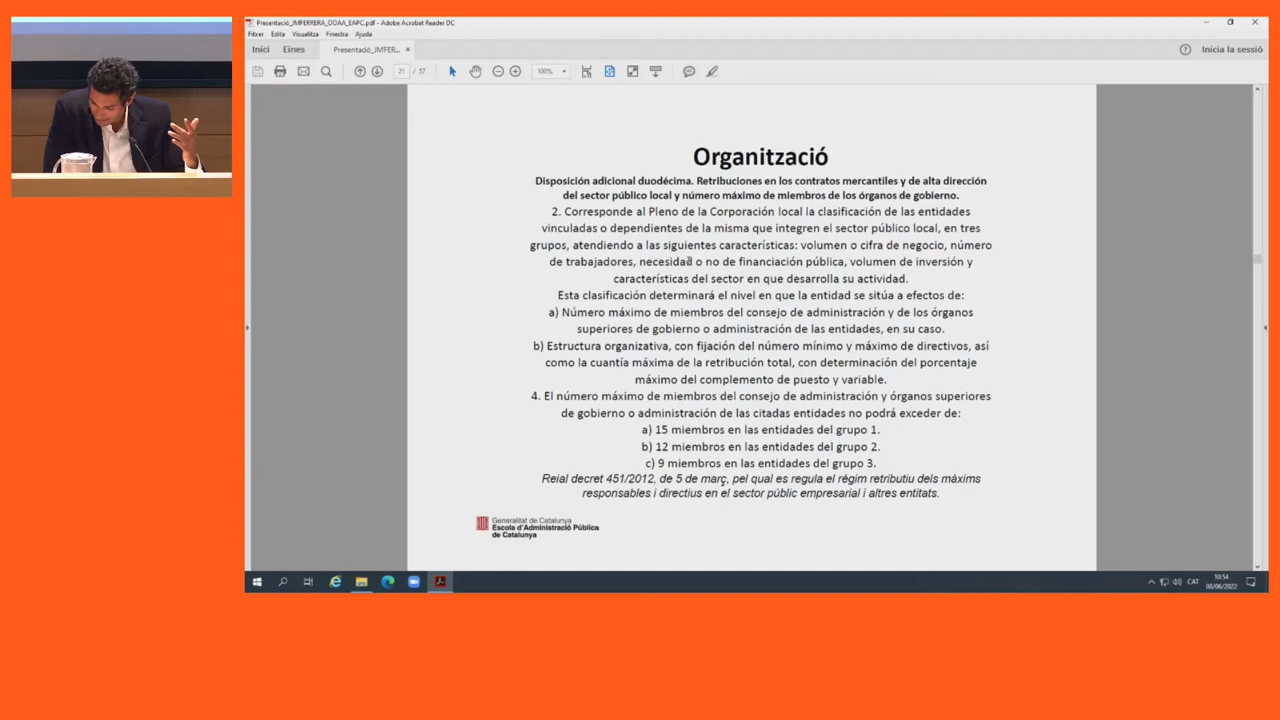 Presentació_JMFERRERA_OOAA_EAPC.pdf - Adobe Acrobat Reader DC
Fitxer Edita Visualitza Finestra Ajuda
Inici Eines Presentació_JMFER... × Inicia la sessió
21 / 57 100%
Organització
Disposición adicional duodécima. Retribuciones en los contratos mercantiles y de alta dirección
del sector público local y número máximo de miembros de los órganos de gobierno.
2. Corresponde al Pleno de la Corporación local la clasificación de las entidades
vinculadas o dependientes de la misma que integren el sector público local, en tres
grupos, atendiendo a las siguientes características: volumen o cifra de negocio, número
de trabajadores, necesidad o no de financiación pública, volumen de inversión y
características del sector en que desarrolla su actividad.
Esta clasificación determinará el nivel en que la entidad se sitúa a efectos de:
a) Número máximo de miembros del consejo de administración y de los órganos
superiores de gobierno o administración de las entidades, en su caso.
b) Estructura organizativa, con fijación del número mínimo y máximo de directivos, así
como la cuantía máxima de la retribución total, con determinación del porcentaje
máximo del complemento de puesto y variable.
4. El número máximo de miembros del consejo de administración y órganos superiores
de gobierno o administración de las citadas entidades no podrá exceder de:
a) 15 miembros en las entidades del grupo 1.
b) 12 miembros en las entidades del grupo 2.
c) 9 miembros en las entidades del grupo 3.
Reial decret 451/2012, de 5 de març, pel qual es regula el règim retributiu dels màxims
responsables i directius en el sector públic empresarial i altres entitats.
Generalitat de Catalunya
Escola d'Administració Pública
de Catalunya
CAT
10:54
08/06/2022